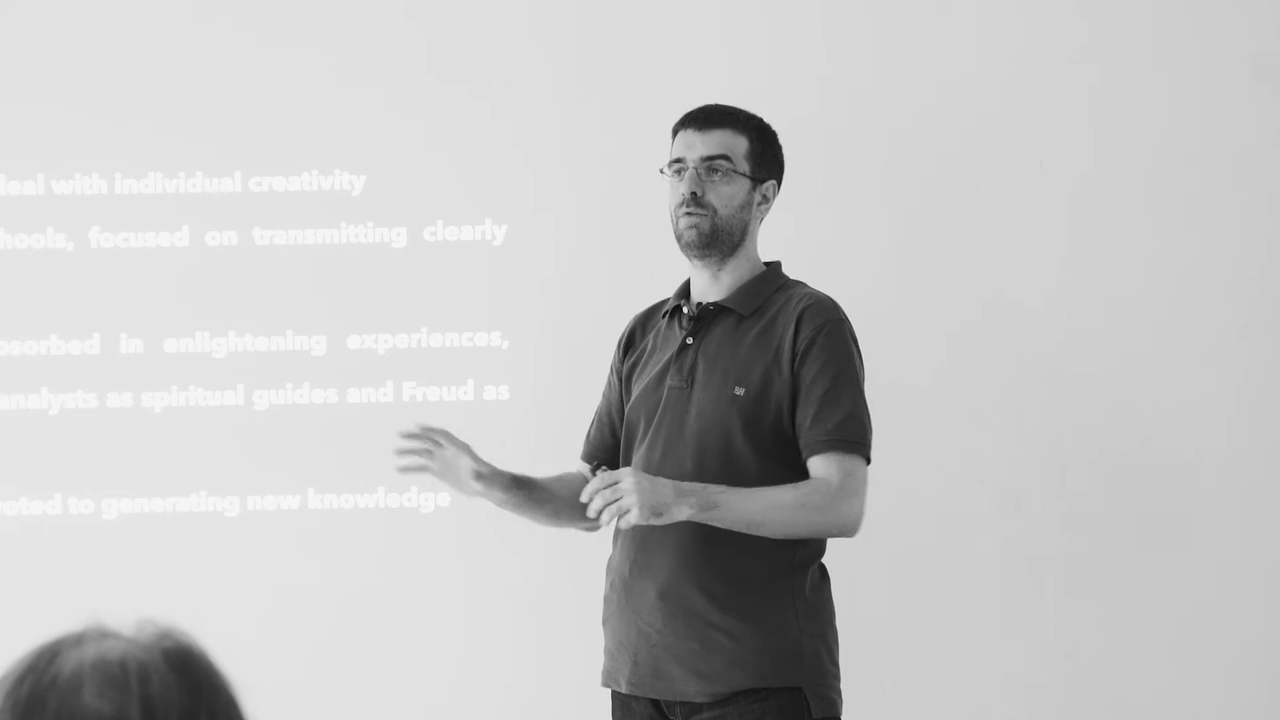 deal with individual creativity
hools, focused on transmitting clearly
bsorbed in enlightening experiences,
analysts as spiritual guides and Freud as
voted to generating new knowledge